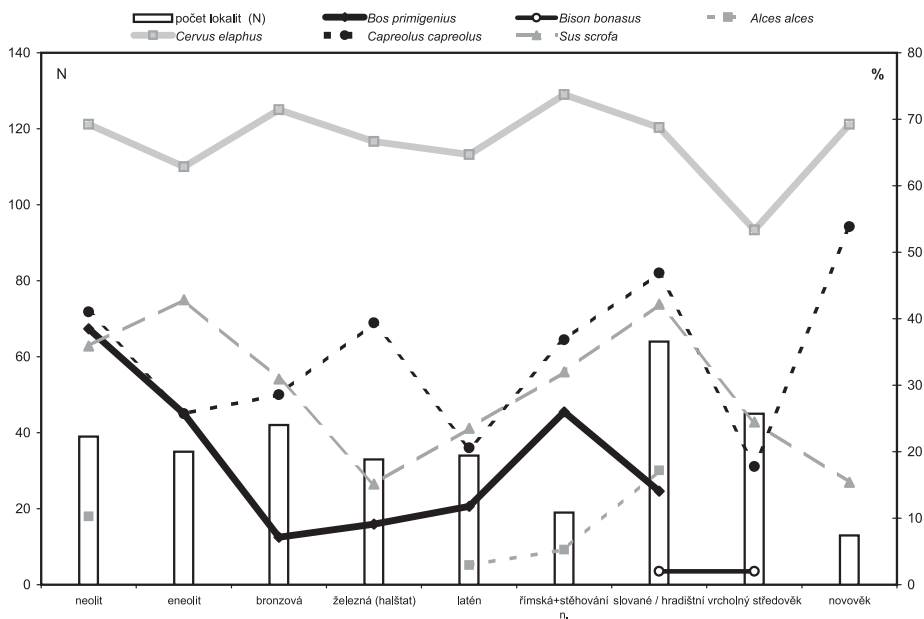 počet lokalit (N) Bos primigenius Bison bonasus Alces alces
Cervus elaphus Capreolus capreolus Sus scrofa
140 80
N %
120 70
100 60
80 50
60 40
40 30
20 20
0 10
0
neolit eneolit bronzová železná (halštat) latén římská+stěhování n. slované / hradištní vrcholný středověk novověk